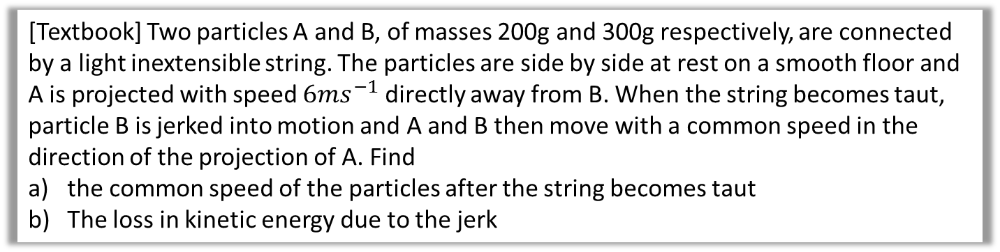 [Textbook] Two particles A and B, of masses 200g and 300g respectively, are connected
by a light inextensible string. The particles are side by side at rest on a smooth floor and
A is projected with speed 6ms⁻¹ directly away from B. When the string becomes taut,
particle B is jerked into motion and A and B then move with a common speed in the
direction of the projection of A. Find
a) the common speed of the particles after the string becomes taut
b) The loss in kinetic energy due to the jerk